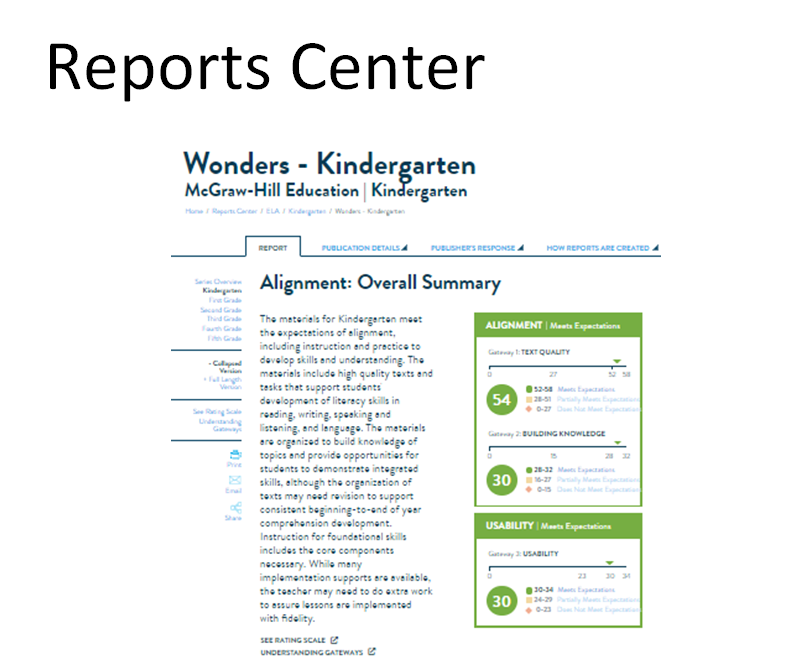 Reports Center
Wonders - Kindergarten
McGraw-Hill Education | Kindergarten
Home / Reports Center / ELA / Kindergarten / Wonders - Kindergarten
REPORT
PUBLICATION DETAILS
PUBLISHER'S RESPONSE
HOW REPORTS ARE CREATED
Series Overview
Kindergarten
First Grade
Second Grade
Third Grade
Fourth Grade
Fifth Grade
- Collapsed
Version
+ Full Length
Version
See Rating Scale
Understanding
Gateways
Print
Email
Share
Alignment: Overall Summary
The materials for Kindergarten meet
the expectations of alignment,
including instruction and practice to
develop skills and understanding. The
materials include high quality texts and
tasks that support students
development of literacy skills in
reading, writing, speaking and
listening, and language. The materials
are organized to build knowledge of
topics and provide opportunities for
students to demonstrate integrated
skills, although the organization of
texts may need revision to support
consistent beginning-to-end of year
comprehension development.
Instruction for foundational skills
includes the core components
necessary. While many
implementation supports are available,
the teacher may need to do extra work
to assure lessons are implemented
with fidelity.
SEE RATING SCALE
UNDERSTANDING GATEWAYS
ALIGNMENT | Meets Expectations
Gateway 1: TEXT QUALITY
0 27 52 58
54
52-58 Meets Expectations
28-51 Partially Meets Expectations
0-27 Does Not Meet Expectations
Gateway 2: BUILDING KNOWLEDGE
0 15 28 32
30
28-32 Meets Expectations
16-27 Partially Meets Expectations
0-15 Does Not Meet Expectations
USABILITY | Meets Expectations
Gateway 3: USABILITY
0 23 30 34
30
30-34 Meets Expectations
24-29 Partially Meets Expectations
0-23 Does Not Meet Expectations